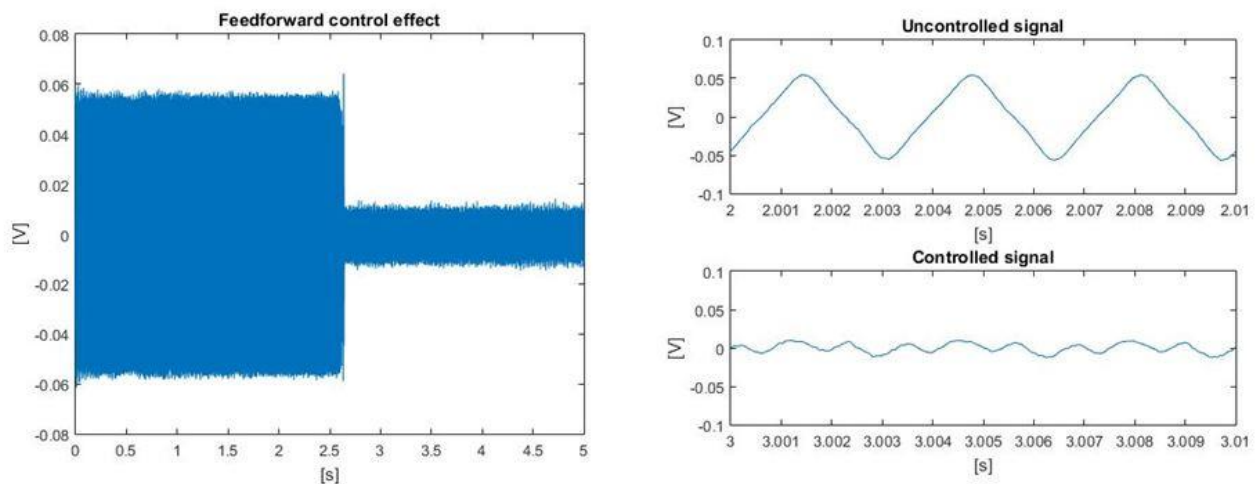 Feedforward control effect
0.08
0.06
0.04
0.02
0
-0.02
-0.04
-0.06
-0.08
[V]
0 0.5 1 1.5 2 2.5 3 3.5 4 4.5 5
[s]
Uncontrolled signal
0.1
0.05
0
-0.05
-0.1
[V]
2 2.001 2.002 2.003 2.004 2.005 2.006 2.007 2.008 2.009 2.01
[s]
Controlled signal
0.1
0.05
0
-0.05
-0.1
[V]
3 3.001 3.002 3.003 3.004 3.005 3.006 3.007 3.008 3.009 3.01
[s]